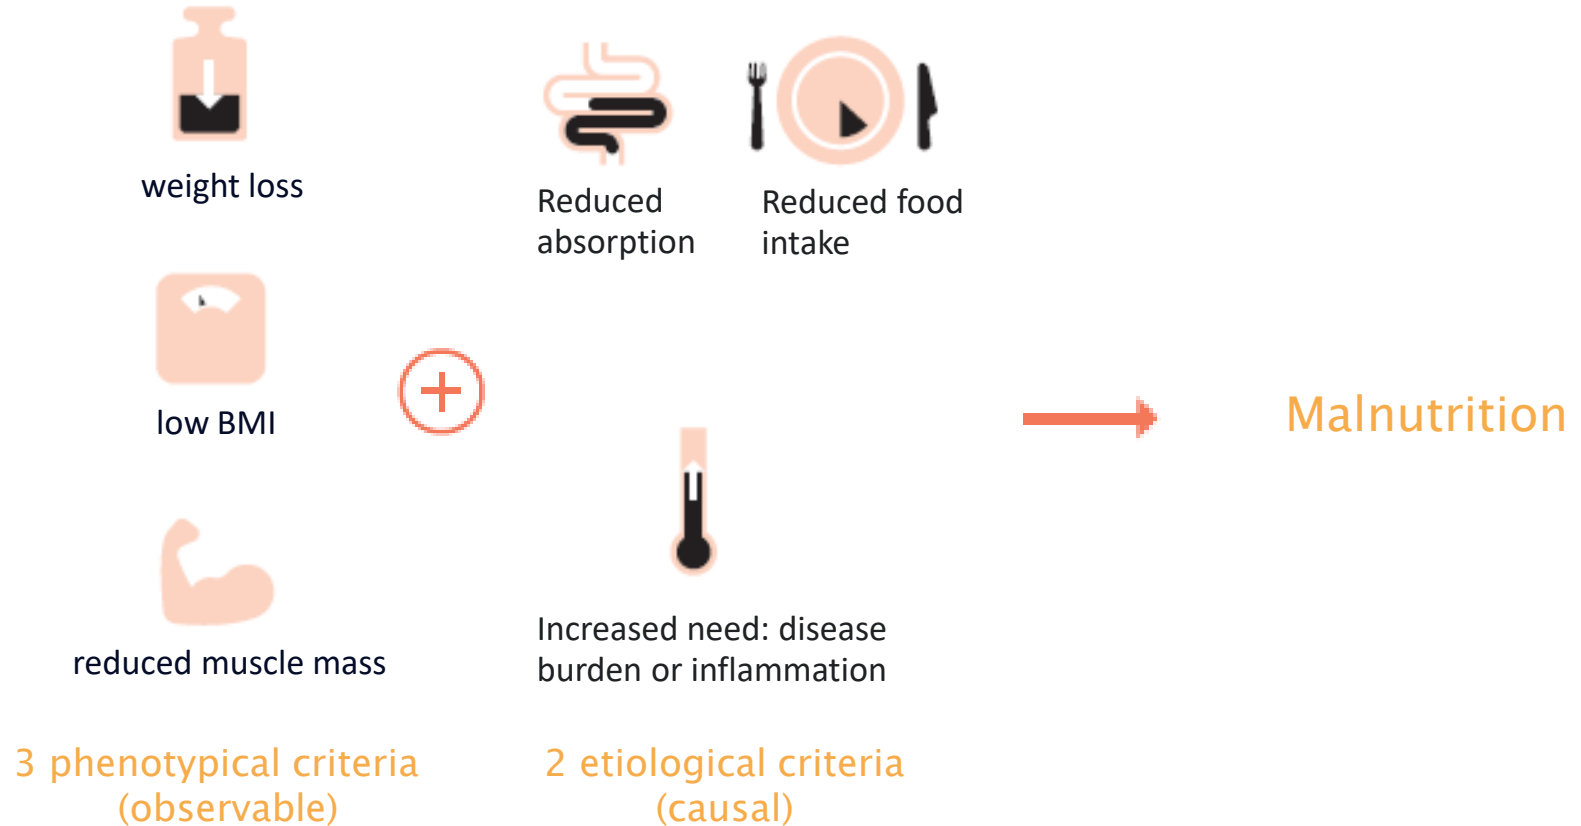 weight loss
low BMI
reduced muscle mass
3 phenotypical criteria
(observable)
Reduced
absorption
Reduced food
intake
Increased need: disease
burden or inflammation
2 etiological criteria
(causal)
Malnutrition